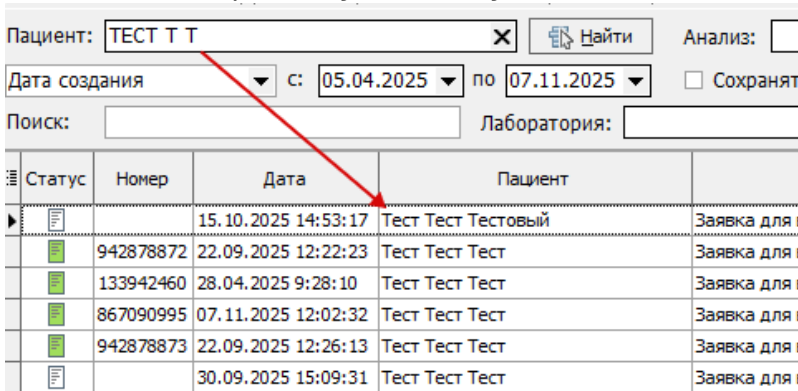 Пациент: ТЕСТ Т Т Найти Анализ:
Дата создания с: 05.04.2025 по 07.11.2025
Поиск: Лаборатория:
Статус Номер Дата Пациент
15.10.2025 14:53:17 Тест Тест Тестовый Заявка для
942878872 22.09.2025 12:22:23 Тест Тест Тест Заявка для
133942460 28.04.2025 9:28:10 Тест Тест Тест Заявка для
867090995 07.11.2025 12:02:32 Тест Тест Тест Заявка для
942878873 22.09.2025 12:26:13 Тест Тест Тест Заявка для
30.09.2025 15:09:31 Тест Тест Тест Заявка для